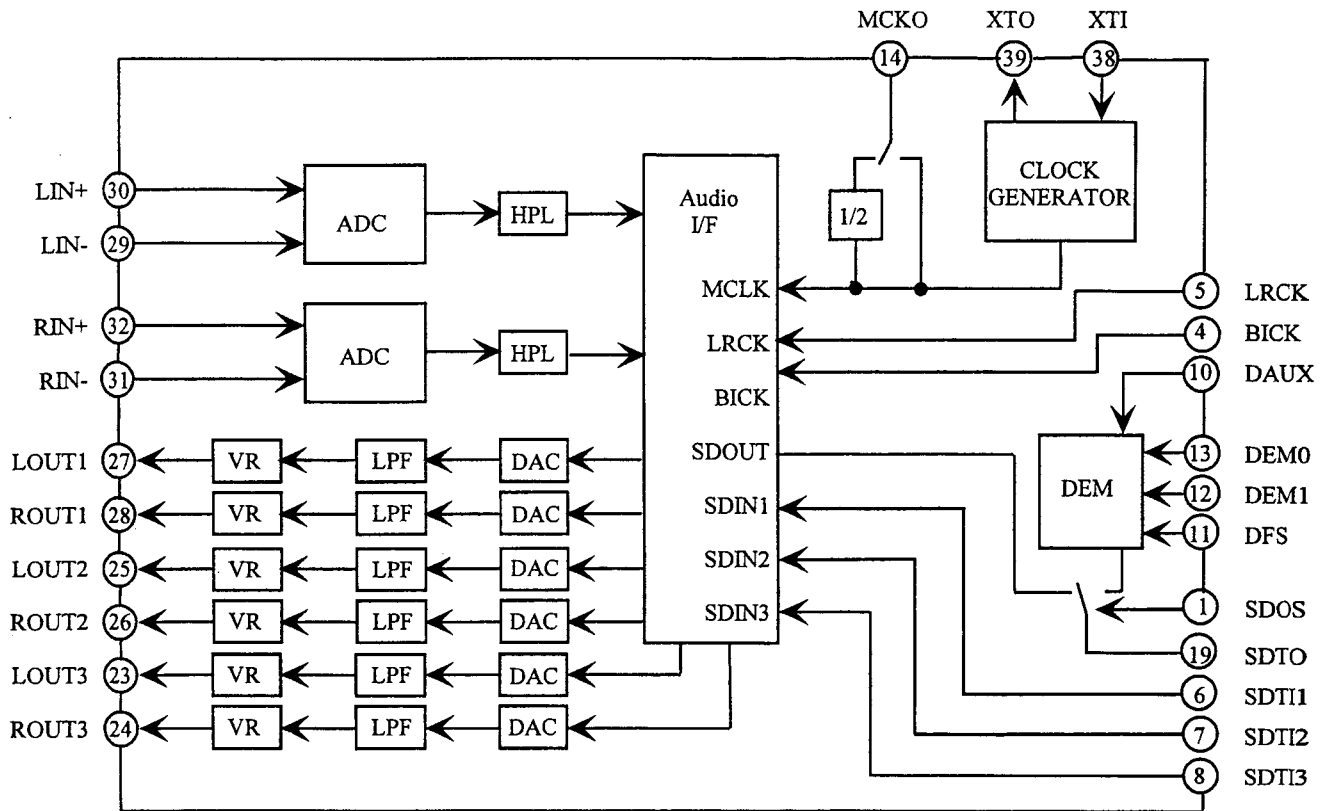 MCKO XTO XTI
14 39 38
LIN+ 30
LIN- 29
ADC
HPL
Audio
I/F
1/2
CLOCK
GENERATOR
MCLK
5 LRCK
RIN+ 32
RIN- 31
ADC
HPL
LRCK
4 BICK
BICK
10 DAUX
LOUT1 27 VR LPF DAC
SDOUT
DEM
13 DEM0
12 DEM1
11 DFS
ROUT1 28 VR LPF DAC
SDIN1
LOUT2 25 VR LPF DAC
SDIN2
ROUT2 26 VR LPF DAC
SDIN3
1 SDOS
19 SDTO
LOUT3 23 VR LPF DAC
6 SDTI1
ROUT3 24 VR LPF DAC
7 SDTI2
8 SDTI3